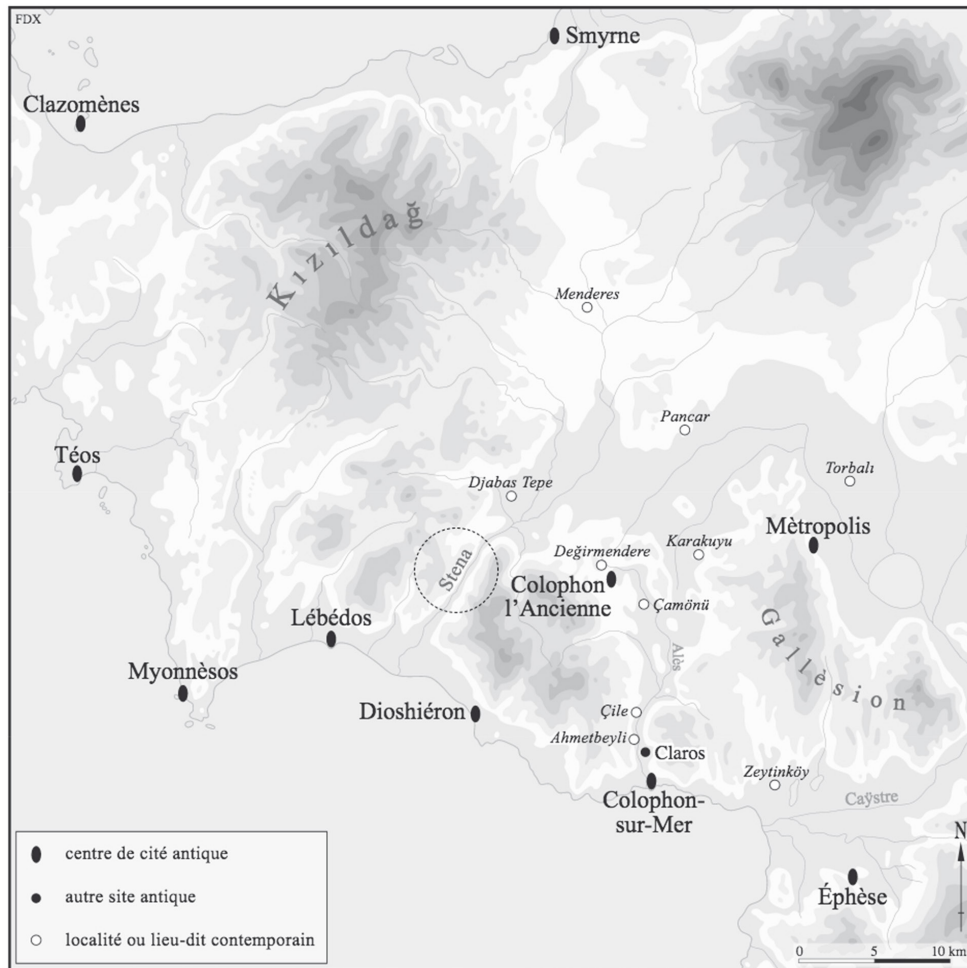 FDX
Smyrne
Clazomènes
Kızıldağ
Menderes
Pancar
Téos
Torbalı
Djabas Tepe
Mètropolis
Karakuyu
Değirmendere
Stena
Colophon
l'Ancienne
Çamönü
Lébédos
Gallèsion
Alès
Myonnèsos
Dioshiéron
Çile
Ahmetbeyli
Claros
Zeytinköy
Colophon-
sur-Mer
Caÿstre
N
centre de cité antique
autre site antique
localité ou lieu-dit contemporain
Éphèse
0 5 10 km